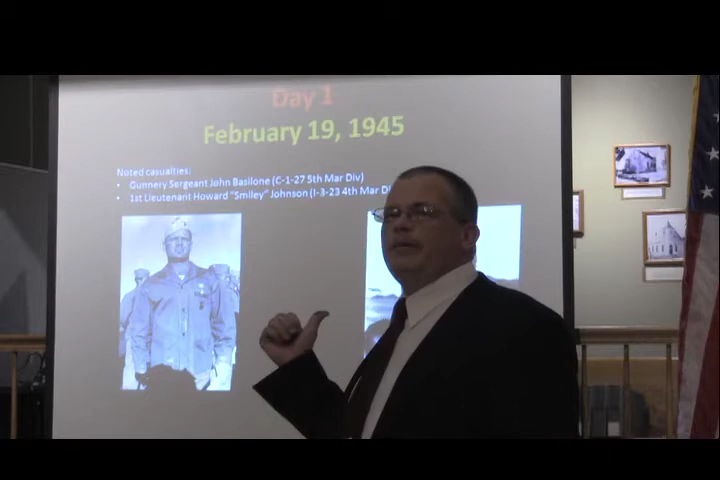 Day 1
February 19, 1945
Noted casualties:
• Gunnery Sergeant John Basilone (C-1-27 5th Mar Div)
• 1st Lieutenant Howard "Smiley" Johnson (I-3-23 4th Mar Div